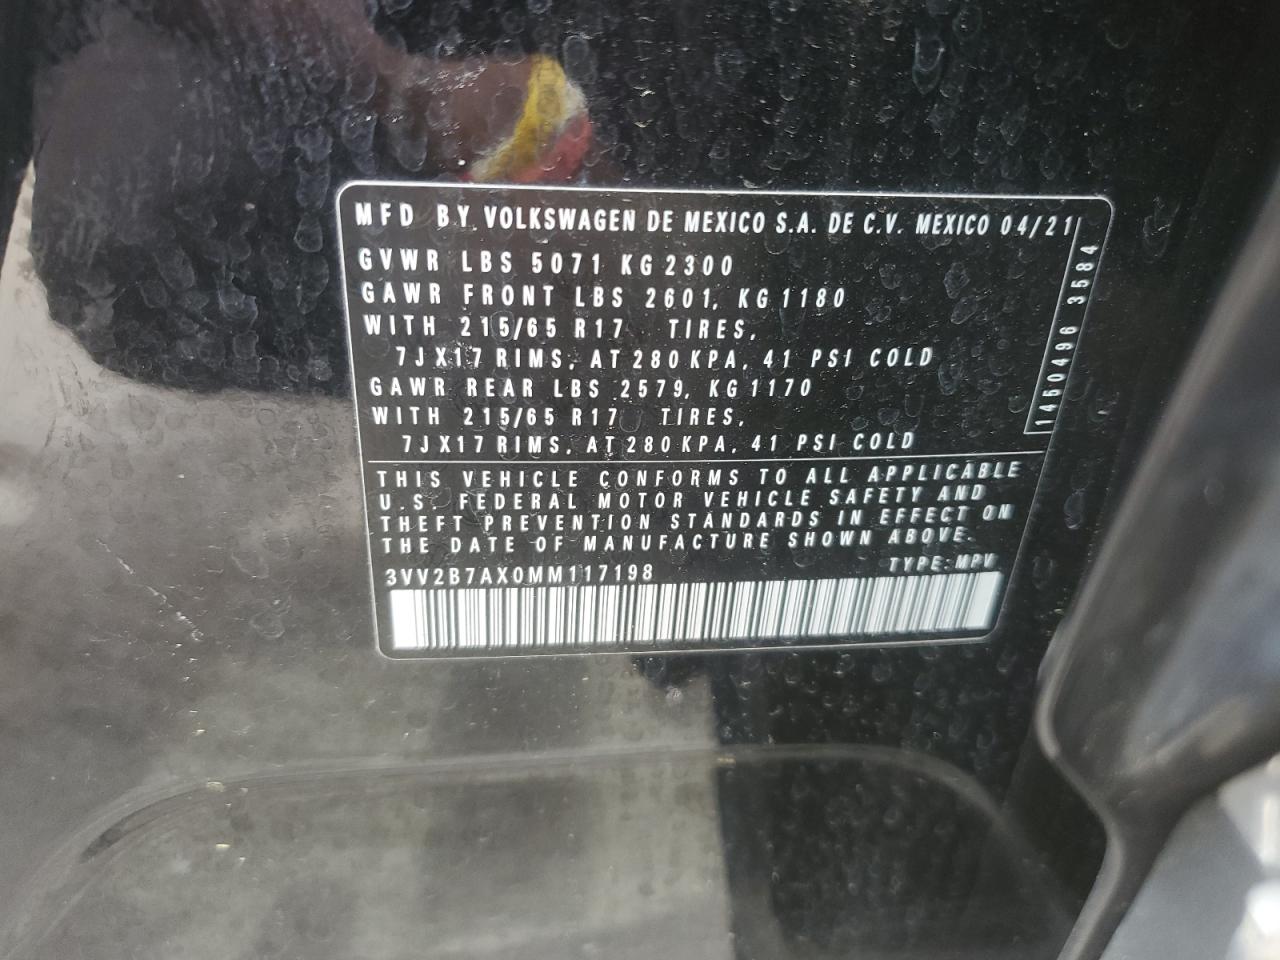 MFD BY VOLKSWAGEN DE MEXICO S.A. DE C.V. MEXICO 04/21
GVWR LBS 5071 KG 2300
GAWR FRONT LBS 2601, KG 1180
WITH 215/65 R17 TIRES,
7JX17 RIMS, AT 280 KPA, 41 PSI COLD
GAWR REAR LBS 2579, KG 1170
WITH 215/65 R17 TIRES,
7JX17 RIMS, AT 280 KPA, 41 PSI COLD
1450496 3584
THIS VEHICLE CONFORMS TO ALL APPLICABLE
U.S. FEDERAL MOTOR VEHICLE SAFETY AND
THEFT PREVENTION STANDARDS IN EFFECT ON
THE DATE OF MANUFACTURE SHOWN ABOVE.
3VV2B7AX0MM117198 TYPE:MPV